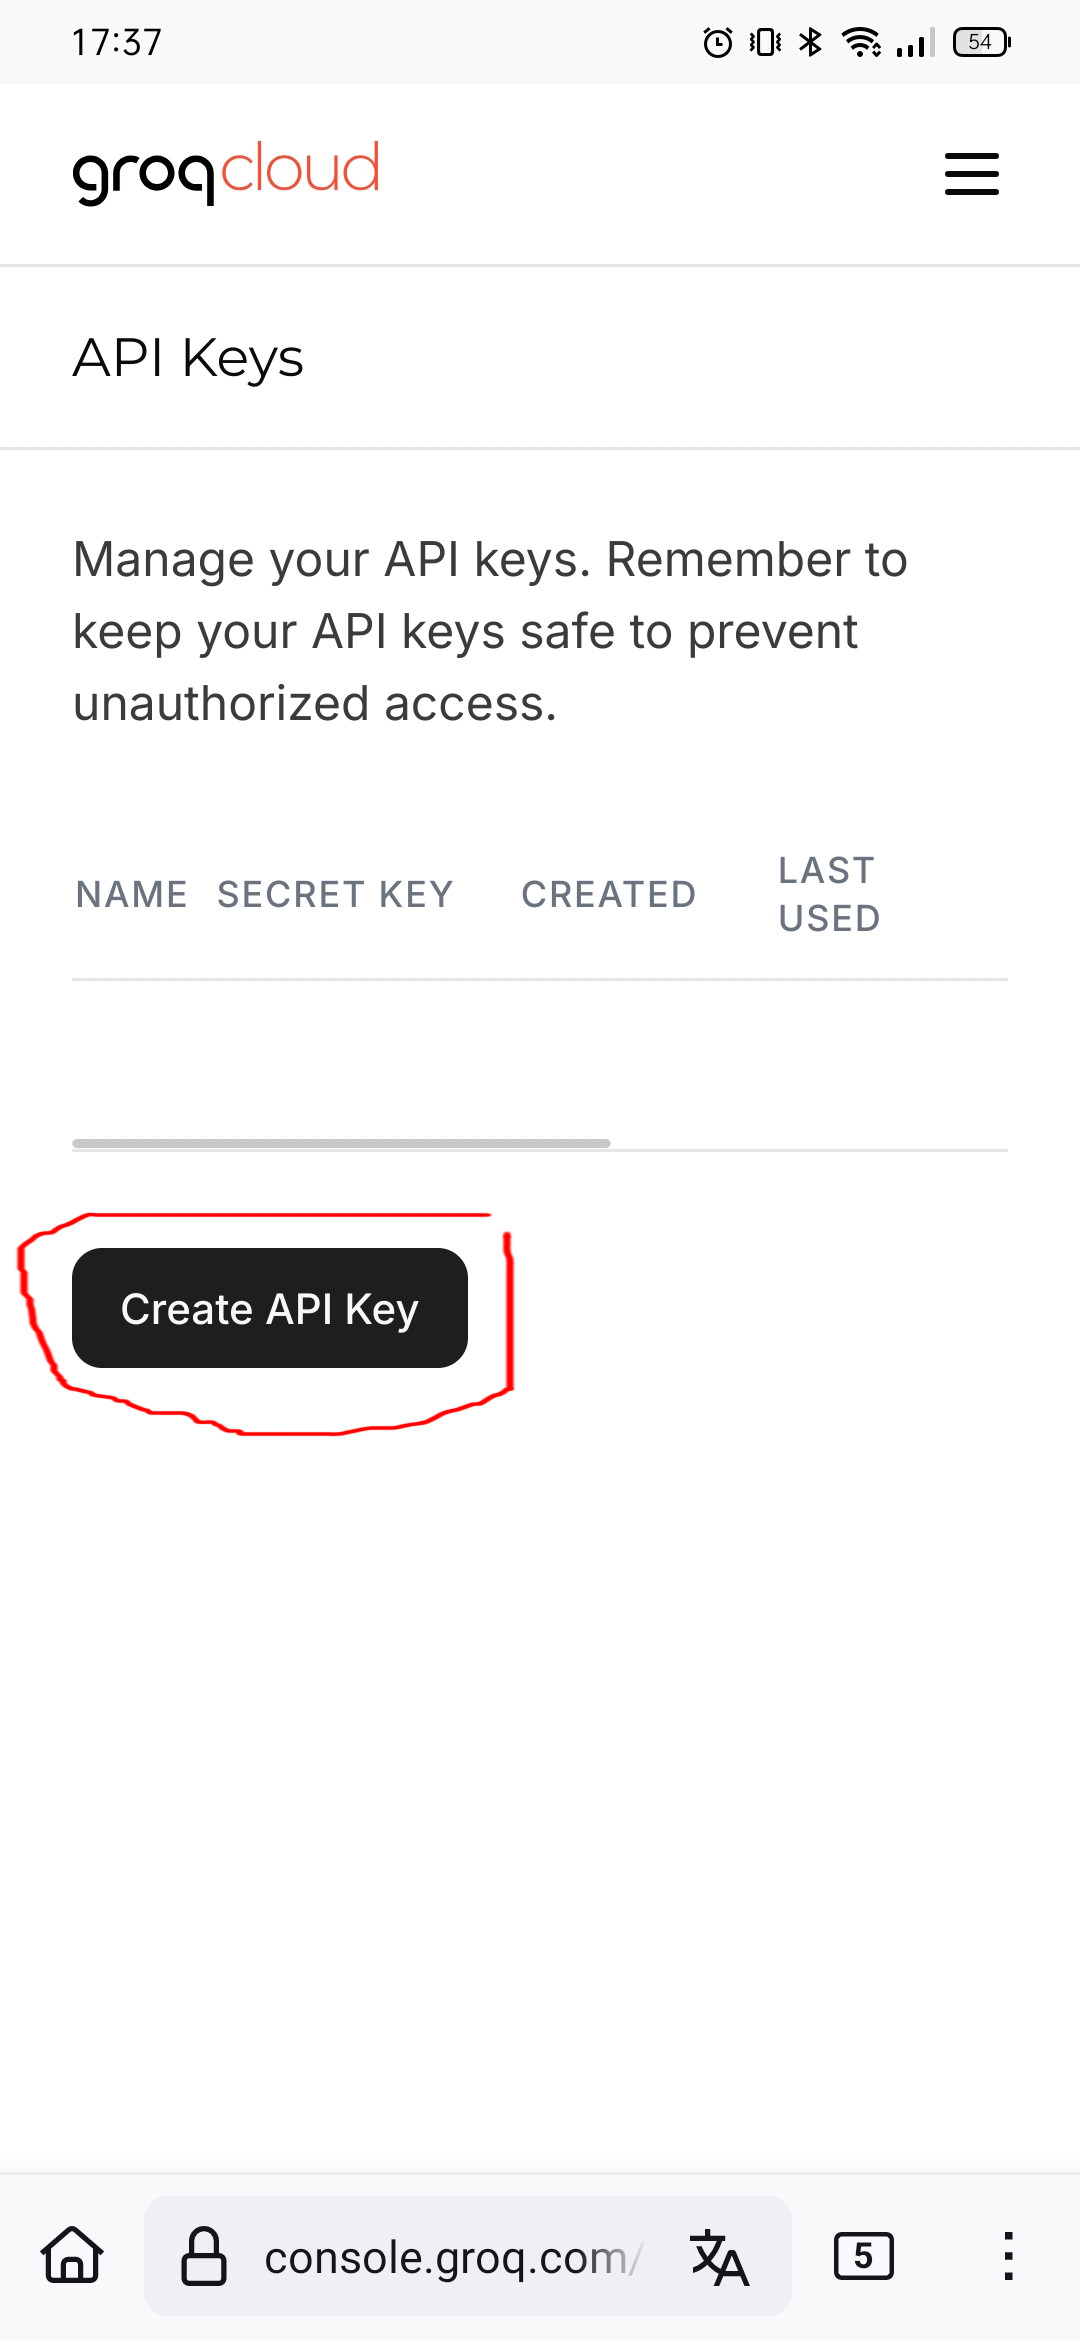 17:37
54
groqcloud
API Keys
Manage your API keys. Remember to
keep your API keys safe to prevent
unauthorized access.
NAME SECRET KEY CREATED LAST USED
Create API Key
console.groq.com/
5